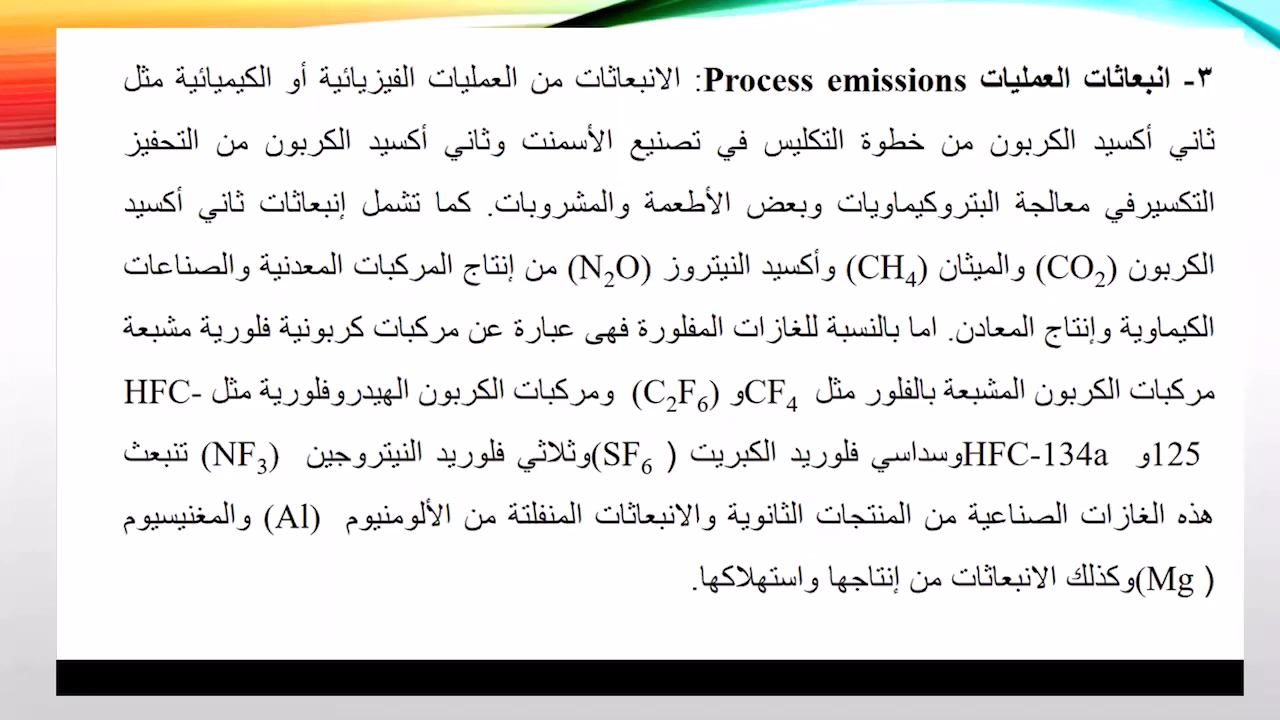 ٣- انبعاثات العمليات Process emissions: الانبعاثات من العمليات الفيزيائية أو الكيميائية مثل
ثاني أكسيد الكربون من خطوة التكليس في تصنيع الأسمنت وثاني أكسيد الكربون من التحفيز
التكسيرفي معالجة البتروكيماويات وبعض الأطعمة والمشروبات. كما تشمل إنبعاثات ثاني أكسيد
الكربون (CO₂) والميثان (CH₄) وأكسيد النيتروز (N₂O) من إنتاج المركبات المعدنية والصناعات
الكيماوية وإنتاج المعادن. اما بالنسبة للغازات المفلورة فهى عبارة عن مركبات كربونية فلورية مشبعة
مركبات الكربون المشبعة بالفلور مثل CF₄ و (C₂F₆) ومركبات الكربون الهيدروفلورية مثل HFC-
125 و HFC-134a وسداسي فلوريد الكبريت ( SF₆) وثلاثي فلوريد النيتروجين (NF₃) تنبعث
هذه الغازات الصناعية من المنتجات الثانوية والانبعاثات المنفلتة من الألومنيوم (Al) والمغنيسيوم
( Mg) وكذلك الانبعاثات من إنتاجها واستهلاكها.